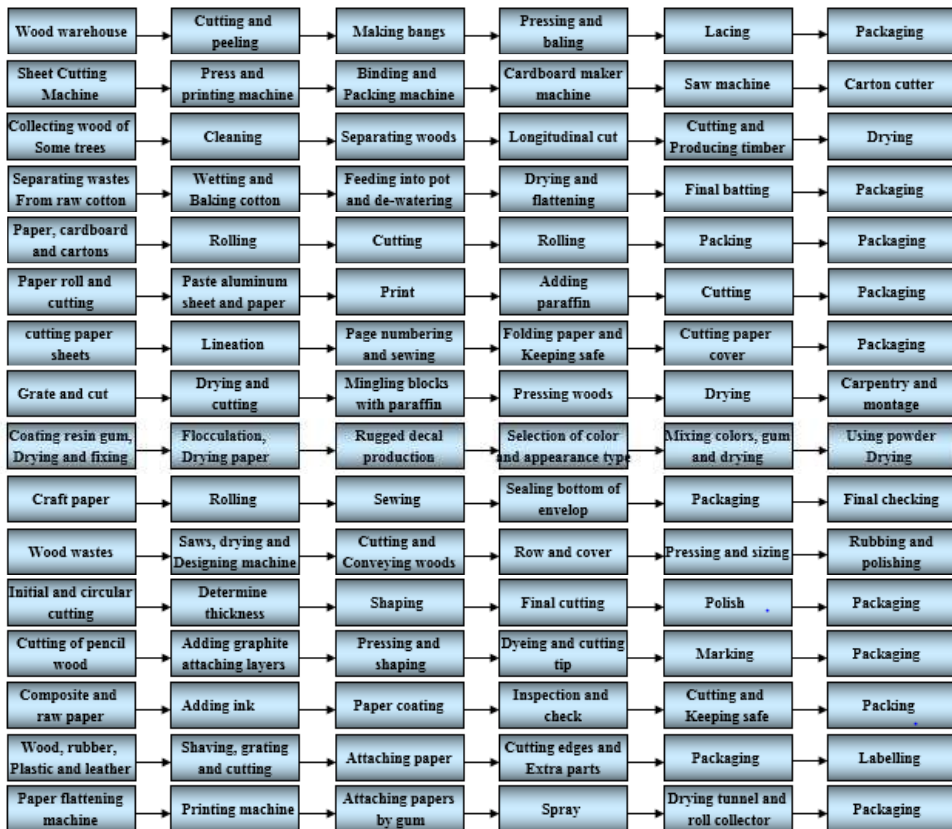 Wood warehouse
Cutting and
peeling
Making bangs
Pressing and
baling
Lacing
Packaging
Sheet Cutting
Machine
Press and
printing machine
Binding and
Packing machine
Cardboard maker
machine
Saw machine
Carton cutter
Collecting wood of
Some trees
Cleaning
Separating woods
Longitudinal cut
Cutting and
Producing timber
Drying
Separating wastes
From raw cotton
Wetting and
Baking cotton
Feeding into pot
and de-watering
Drying and
flattening
Final batting
Packaging
Paper, cardboard
and cartons
Rolling
Cutting
Rolling
Packing
Packaging
Paper roll and
cutting
Paste aluminum
sheet and paper
Print
Adding
paraffin
Cutting
Packaging
cutting paper
sheets
Lineation
Page numbering
and sewing
Folding paper and
Keeping safe
Cutting paper
cover
Packaging
Grate and cut
Drying and
cutting
Mingling blocks
with paraffin
Pressing woods
Drying
Carpentry and
montage
Coating resin gum,
Drying and fixing
Flocculation,
Drying paper
Rugged decal
production
Selection of color
and appearance type
Mixing colors, gum
and drying
Using powder
Drying
Craft paper
Rolling
Sewing
Sealing bottom of
envelop
Packaging
Final checking
Wood wastes
Saws, drying and
Designing machine
Cutting and
Conveying woods
Row and cover
Pressing and sizing
Rubbing and
polishing
Initial and circular
cutting
Determine
thickness
Shaping
Final cutting
Polish
Packaging
Cutting of pencil
wood
Adding graphite
attaching layers
Pressing and
shaping
Dyeing and cutting
tip
Marking
Packaging
Composite and
raw paper
Adding ink
Paper coating
Inspection and
check
Cutting and
Keeping safe
Packing
Wood, rubber,
Plastic and leather
Shaving, grating
and cutting
Attaching paper
Cutting edges and
Extra parts
Packaging
Labelling
Paper flattening
machine
Printing machine
Attaching papers
by gum
Spray
Drying tunnel and
roll collector
Packaging